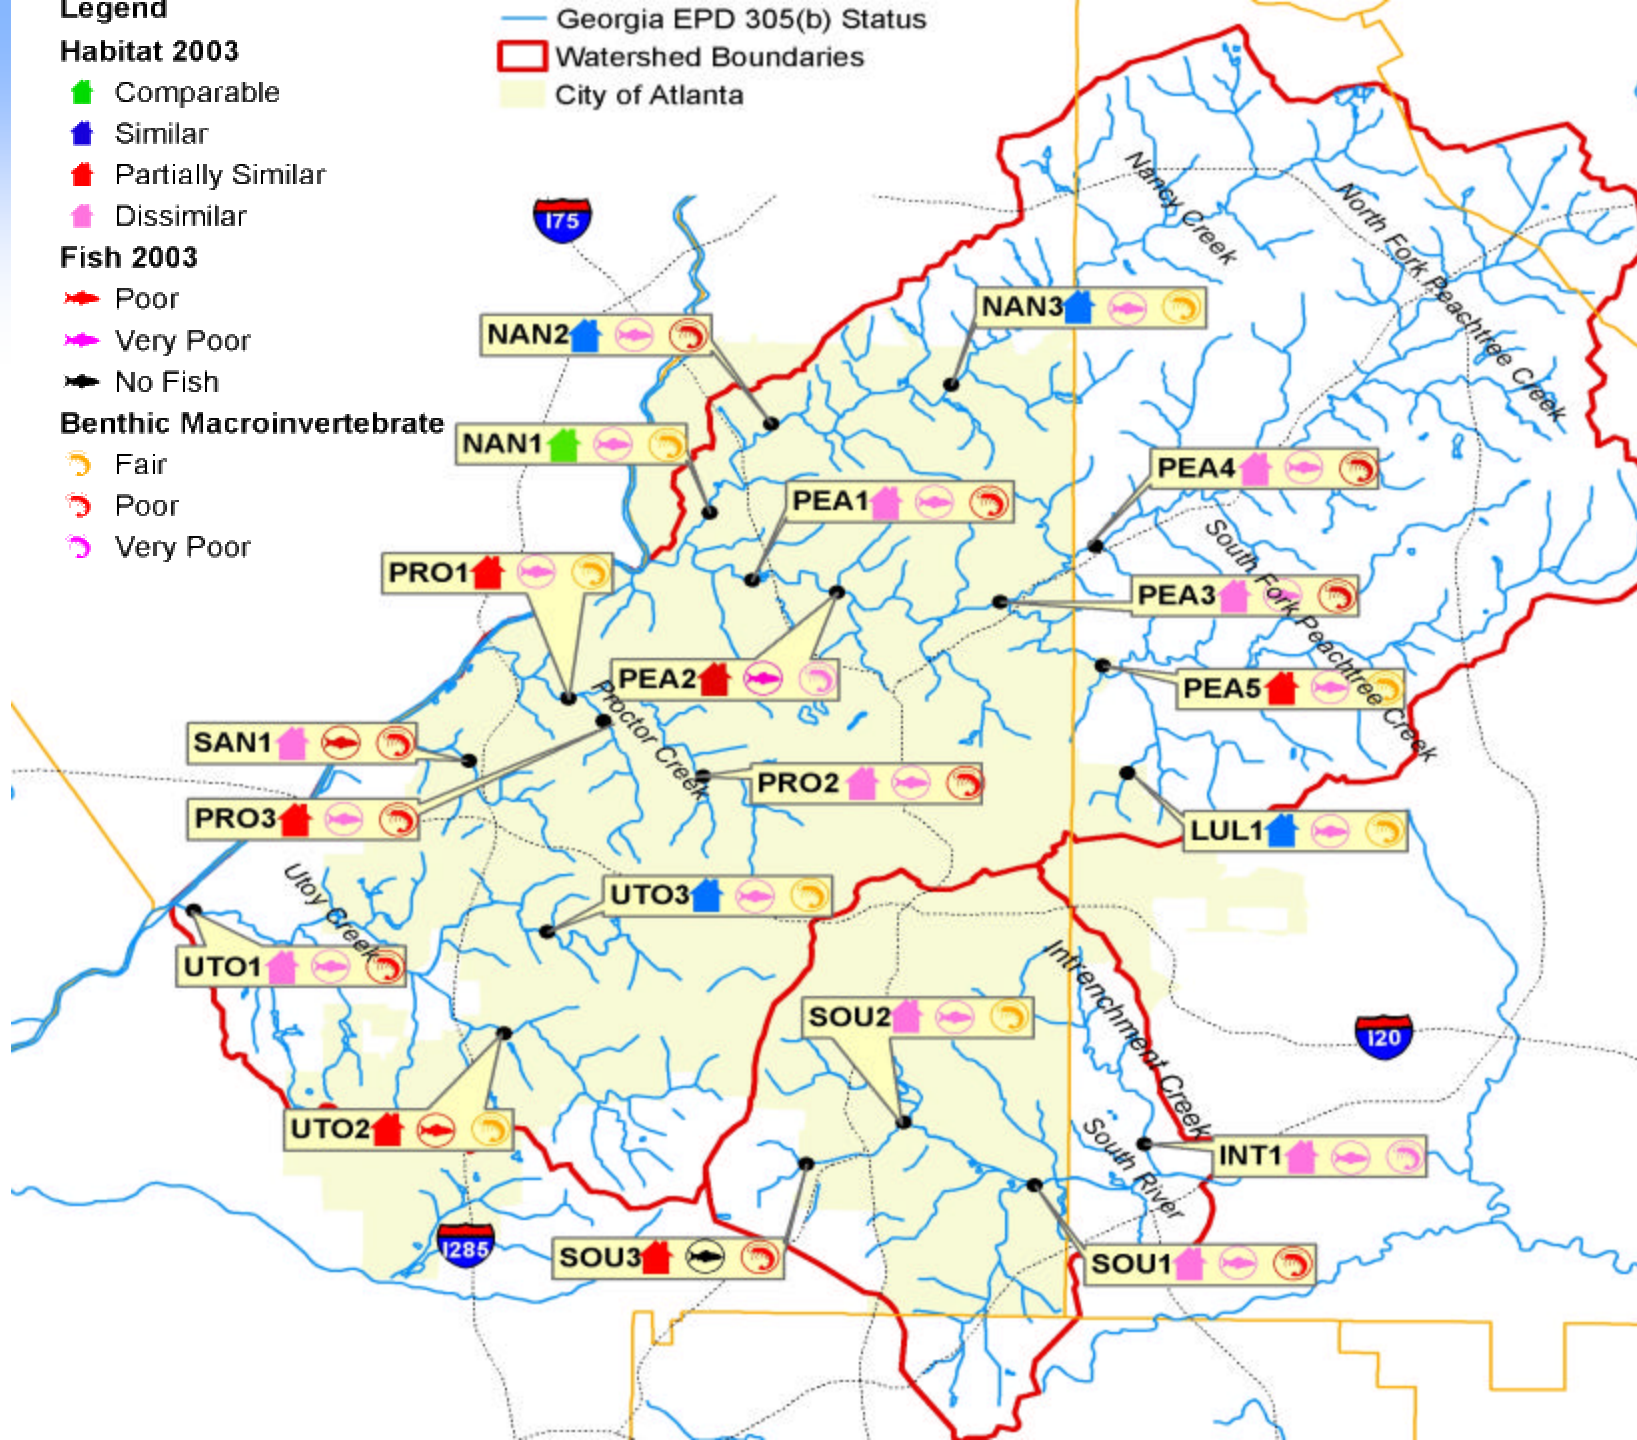 Legend
Habitat 2003
Comparable
Similar
Partially Similar
Dissimilar
Fish 2003
Poor
Very Poor
No Fish
Benthic Macroinvertebrate
Fair
Poor
Very Poor
Georgia EPD 305(b) Status
Watershed Boundaries
City of Atlanta
I75
Nancy Creek
North Fork Peachtree Creek
NAN3
NAN2
NAN1
PEA4
PEA1
South Fork Peachtree Creek
PRO1
PEA3
PEA2
PEA5
Proctor Creek
SAN1
PRO2
PRO3
LUL1
Utoy Creek
UTO3
UTO1
Intrenchment Creek
SOU2
I20
UTO2
South River
INT1
I285
SOU3
SOU1